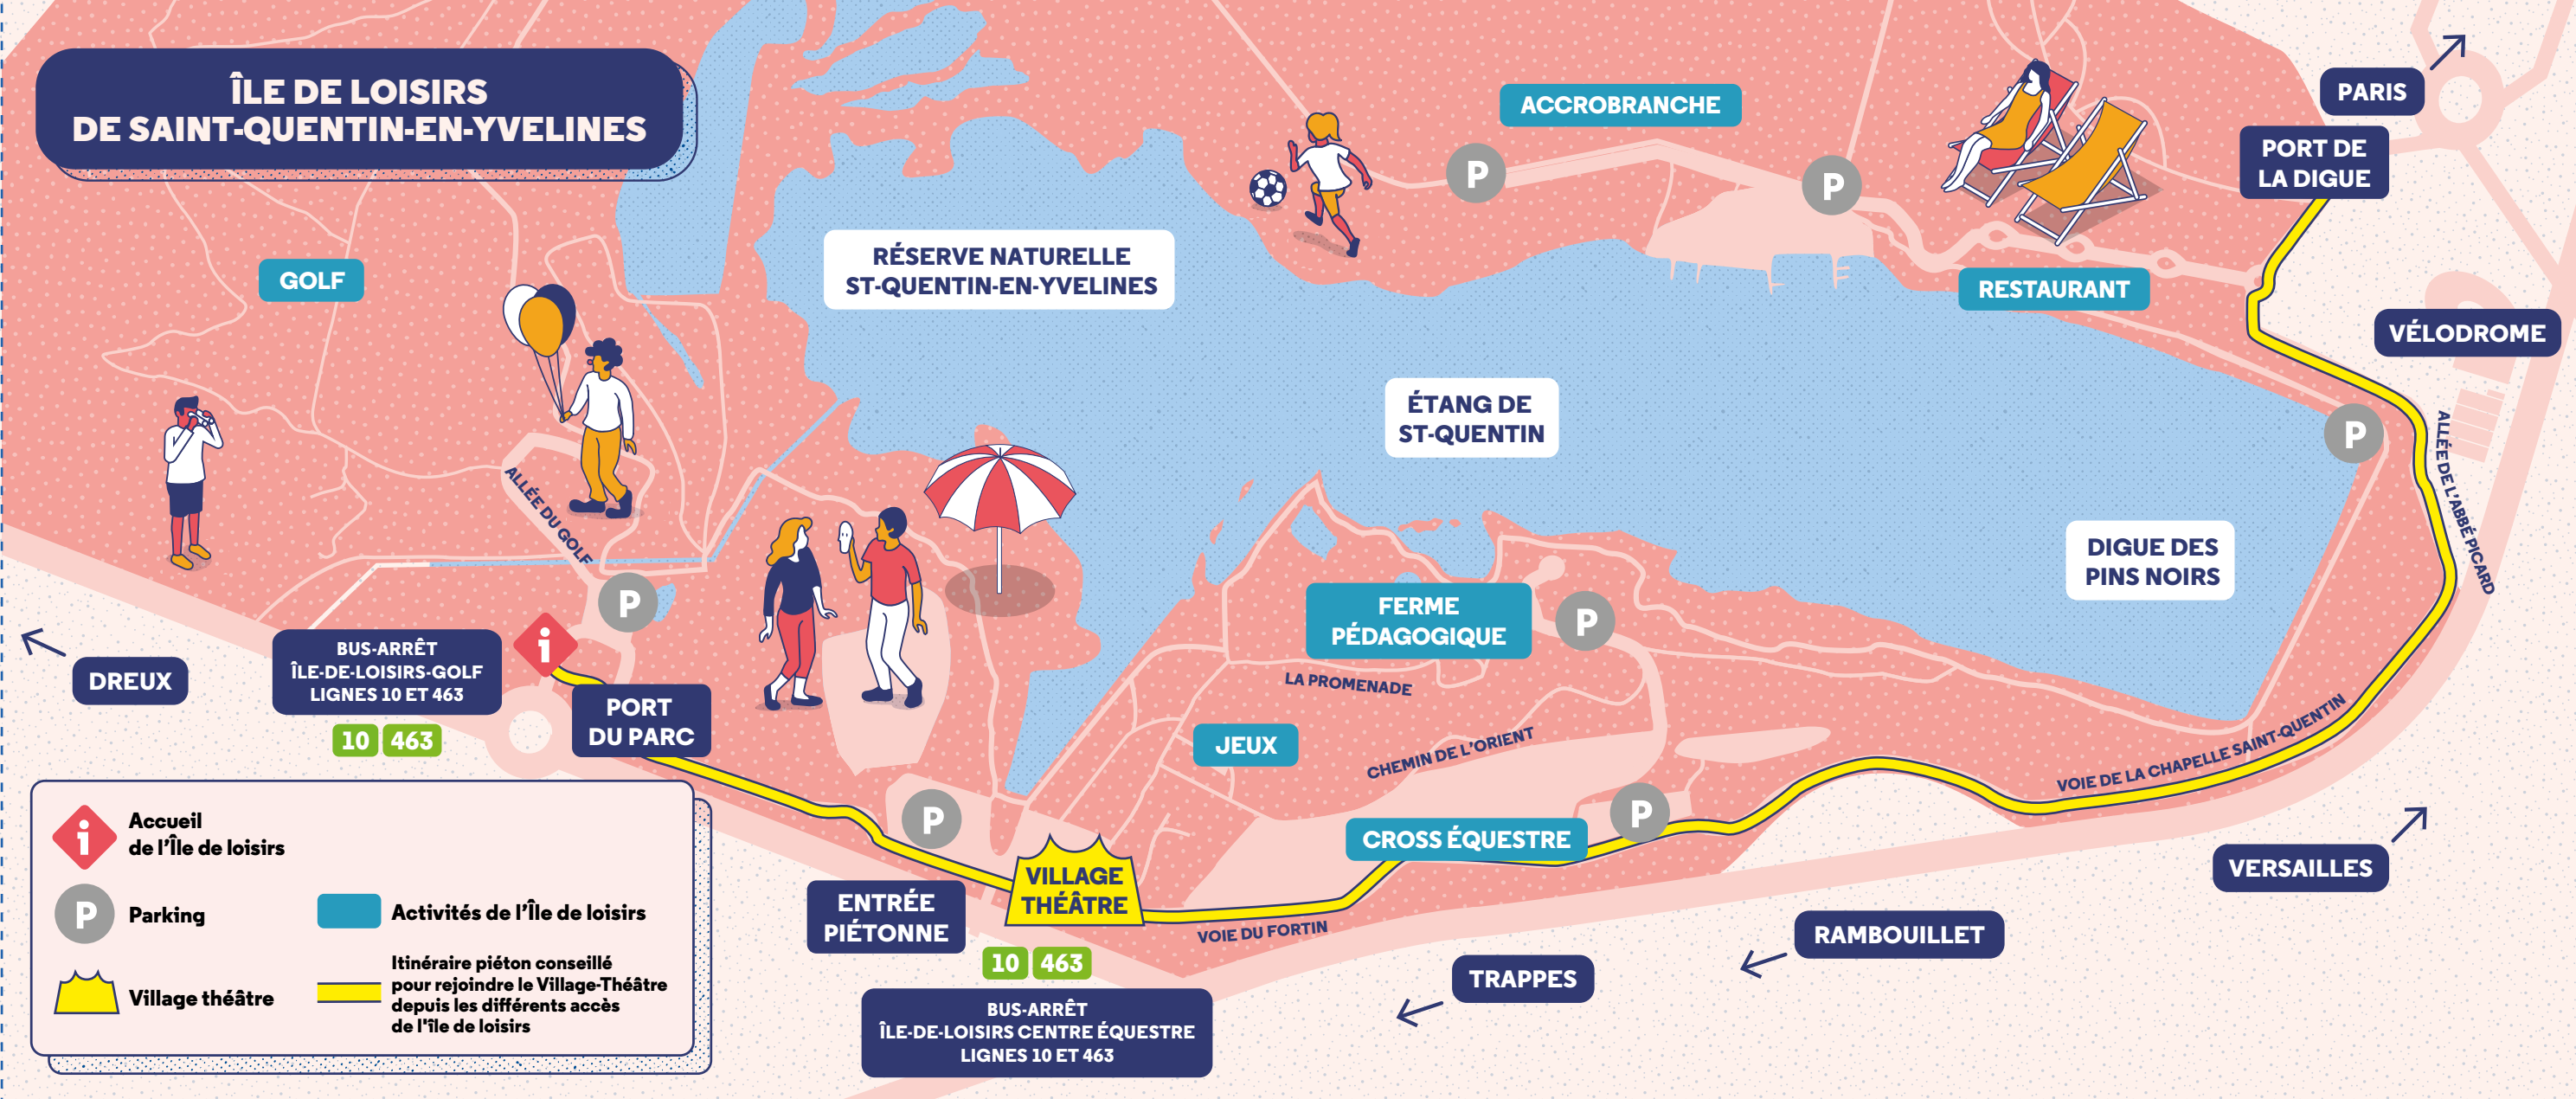 ÎLE DE LOISIRS
DE SAINT-QUENTIN-EN-YVELINES
ACCROBRANCHE
PARIS
PORT DE
LA DIGUE
P
P
RÉSERVE NATURELLE
ST-QUENTIN-EN-YVELINES
GOLF
RESTAURANT
VÉLODROME
ÉTANG DE
ST-QUENTIN
P
ALLÉE DE L'ABBÉ PICARD
ALLÉE DU GOLF
DIGUE DES
PINS NOIRS
P
FERME
PÉDAGOGIQUE
P
i
BUS-ARRÊT
ÎLE-DE-LOISIRS-GOLF
LIGNES 10 ET 463
10 463
DREUX
PORT
DU PARC
LA PROMENADE
JEUX
CHEMIN DE L'ORIENT
VOIE DE LA CHAPELLE SAINT-QUENTIN
P
P
CROSS ÉQUESTRE
VILLAGE
THÉÂTRE
ENTRÉE
PIÉTONNE
VOIE DU FORTIN
VERSAILLES
RAMBOUILLET
TRAPPES
10 463
BUS-ARRÊT
ÎLE-DE-LOISIRS CENTRE ÉQUESTRE
LIGNES 10 ET 463
i
Accueil
de l'Île de loisirs
P
Parking
Activités de l'Île de loisirs
Village théâtre
Itinéraire piéton conseillé
pour rejoindre le Village-Théâtre
depuis les différents accès
de l'île de loisirs